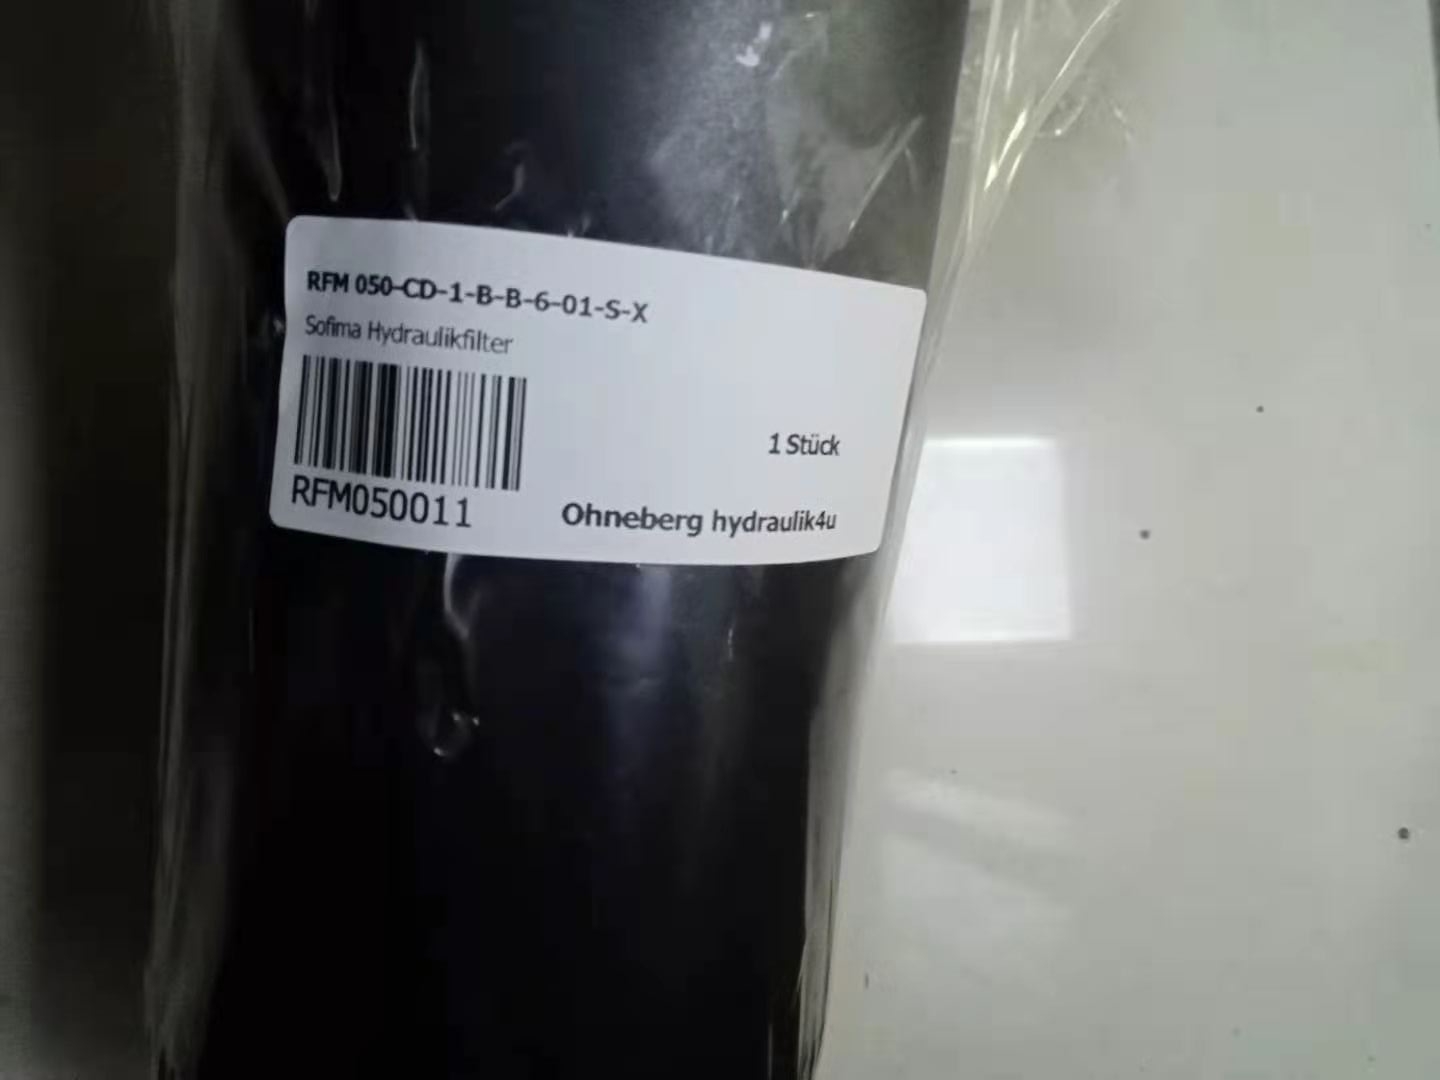 RFM 050-CD-1-B-B-6-01-S-X
Sofima Hydraulikfilter
1 Stück
RFM050011
Ohneberg hydraulik4u